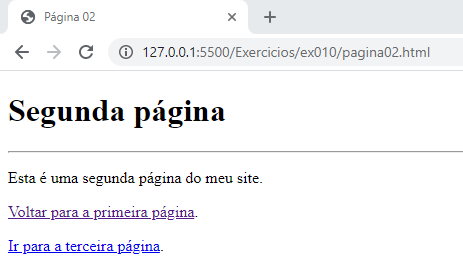 Página 02
127.0.0.1:5500/Exercicios/ex010/pagina02.html
Segunda página
Esta é uma segunda página do meu site.
Voltar para a primeira página.
Ir para a terceira página.